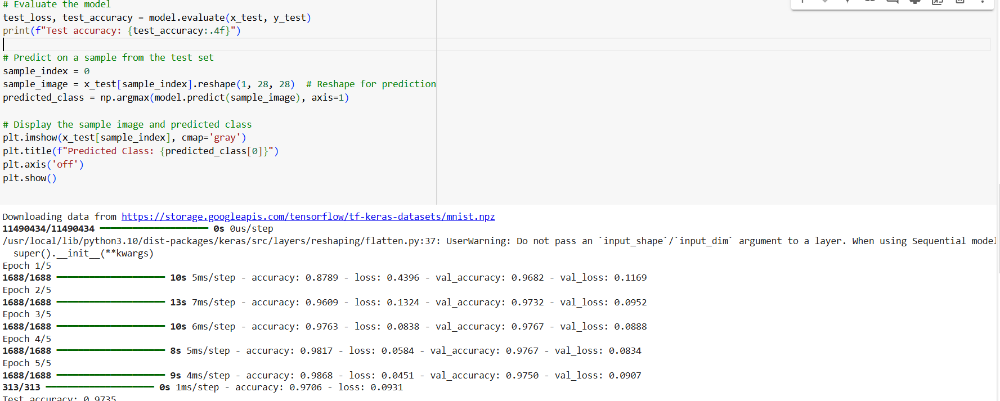 # Evaluate the model
test_loss, test_accuracy = model.evaluate(x_test, y_test)
print(f"Test accuracy: {test_accuracy:.4f}")
# Predict on a sample from the test set
sample_index = 0
sample_image = x_test[sample_index].reshape(1, 28, 28)  # Reshape for prediction
predicted_class = np.argmax(model.predict(sample_image), axis=1)
# Display the sample image and predicted class
plt.imshow(x_test[sample_index], cmap='gray')
plt.title(f"Predicted Class: {predicted_class[0]}")
plt.axis('off')
plt.show()
Downloading data from https://storage.googleapis.com/tensorflow/tf-keras-datasets/mnist.npz
11490434/11490434 ━━━━━━━━━━━━━━━━━━━━ 0s 0us/step
/usr/local/lib/python3.10/dist-packages/keras/src/layers/reshaping/flatten.py:37: UserWarning: Do not pass an `input_shape`/`input_dim` argument to a layer. When using Sequential model
  super().__init__(**kwargs)
Epoch 1/5
1688/1688 ━━━━━━━━━━━━━━━━━━━━ 10s 5ms/step - accuracy: 0.8789 - loss: 0.4396 - val_accuracy: 0.9682 - val_loss: 0.1169
Epoch 2/5
1688/1688 ━━━━━━━━━━━━━━━━━━━━ 13s 7ms/step - accuracy: 0.9609 - loss: 0.1324 - val_accuracy: 0.9732 - val_loss: 0.0952
Epoch 3/5
1688/1688 ━━━━━━━━━━━━━━━━━━━━ 10s 6ms/step - accuracy: 0.9763 - loss: 0.0838 - val_accuracy: 0.9767 - val_loss: 0.0888
Epoch 4/5
1688/1688 ━━━━━━━━━━━━━━━━━━━━ 8s 5ms/step - accuracy: 0.9817 - loss: 0.0584 - val_accuracy: 0.9767 - val_loss: 0.0834
Epoch 5/5
1688/1688 ━━━━━━━━━━━━━━━━━━━━ 9s 4ms/step - accuracy: 0.9868 - loss: 0.0451 - val_accuracy: 0.9750 - val_loss: 0.0907
313/313 ━━━━━━━━━━━━━━━━━━━━ 0s 1ms/step - accuracy: 0.9706 - loss: 0.0931
Test accuracy: 0.9735